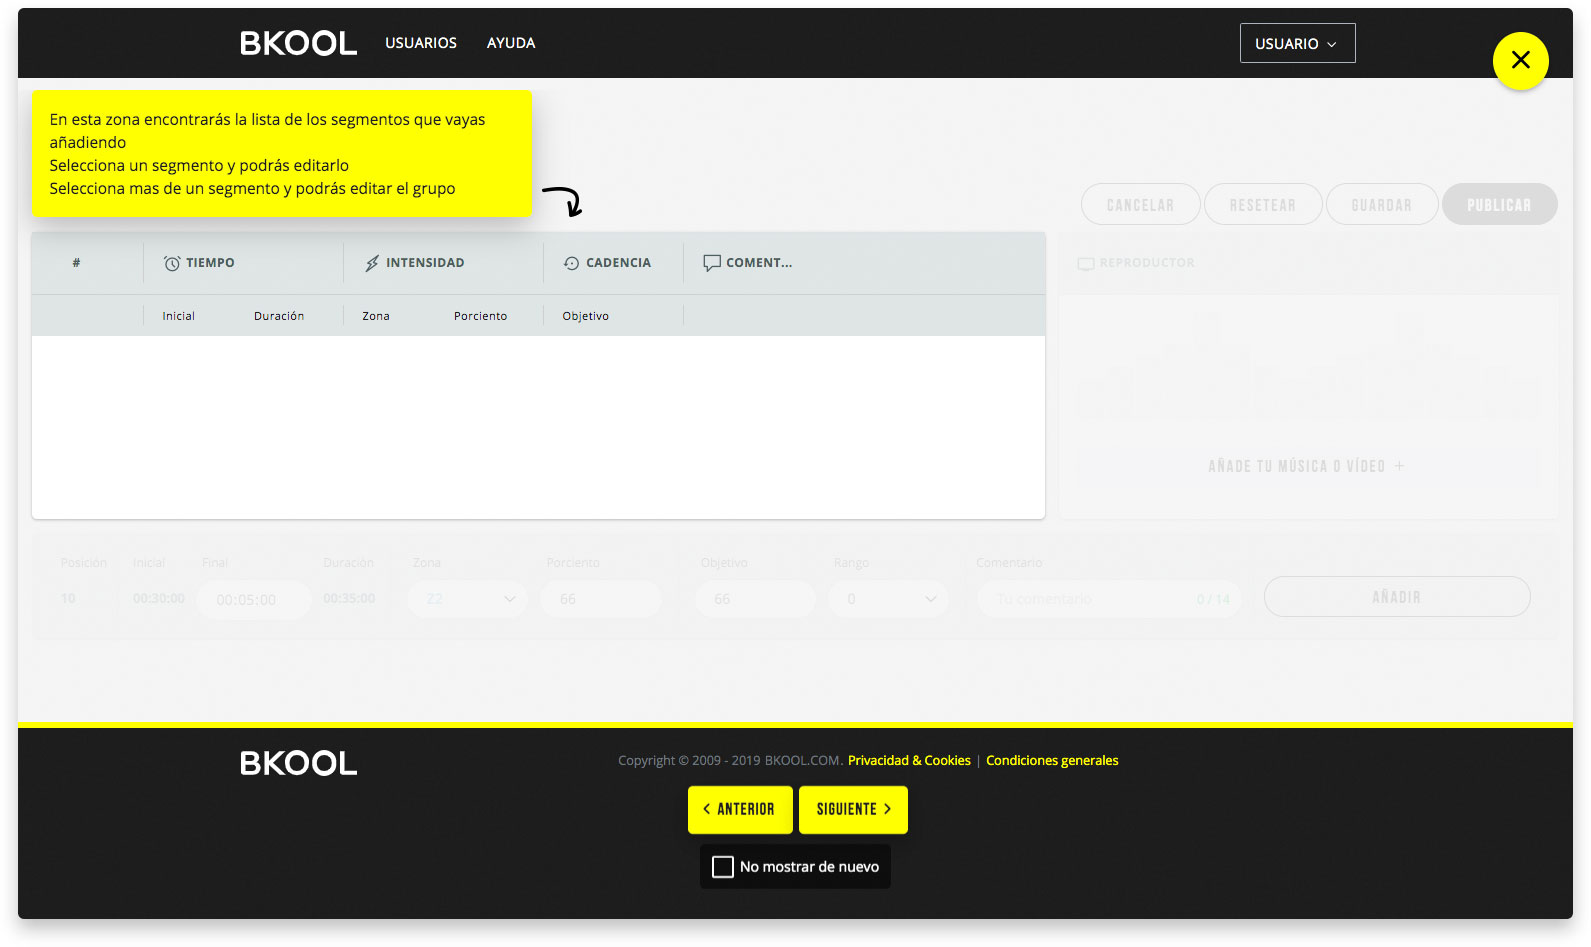 BKOOL USUARIOS AYUDA USUARIO
En esta zona encontrarás la lista de los segmentos que vayas
añadiendo
Selecciona un segmento y podrás editarlo
Selecciona mas de un segmento y podrás editar el grupo
CANCELAR RESETEAR GUARDAR PUBLICAR
# TIEMPO INTENSIDAD CADENCIA COMENT...
REPRODUCTOR
Inicial Duración Zona Porciento Objetivo
AÑADE TU MÚSICA O VÍDEO +
Posición Inicial Final Duración Zona Porciento Objetivo Rango Comentario
10 00:30:00 00:05:00 00:35:00 Z2 66 66 0 Tu comentario 0 / 14 AÑADIR
BKOOL Copyright © 2009 - 2019 BKOOL.COM. Privacidad & Cookies | Condiciones generales
< ANTERIOR SIGUIENTE >
No mostrar de nuevo